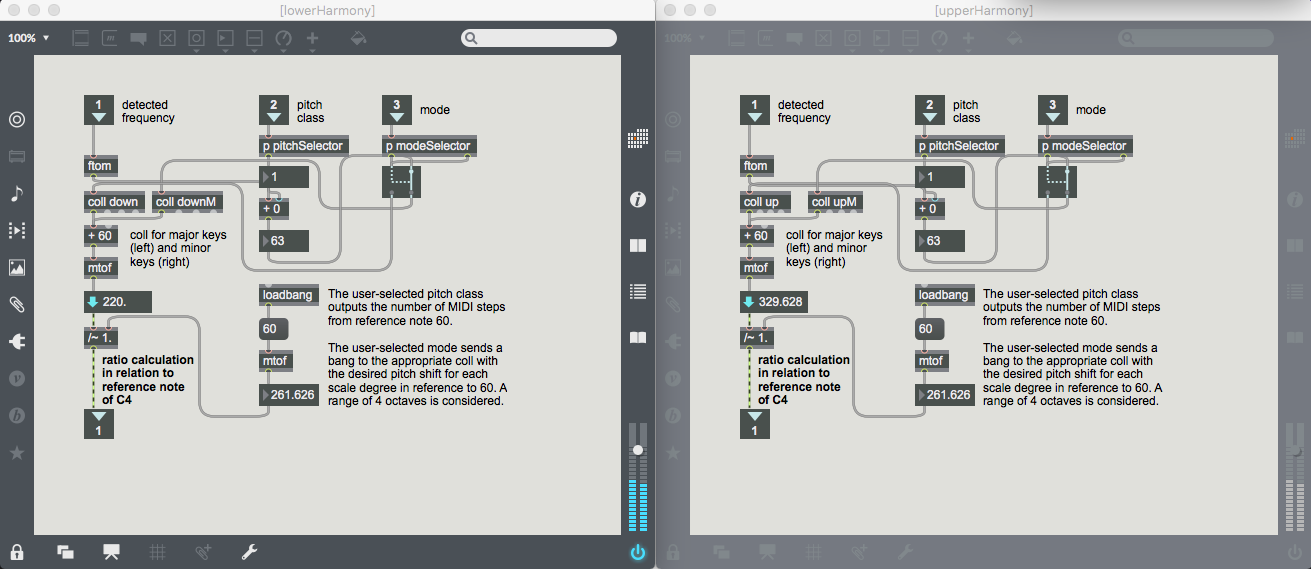 [lowerHarmony]
100%
1
detected
frequency
2
pitch
class
3
mode
p pitchSelector
p modeSelector
ftom
1
coll down
coll downM
+ 0
+ 60
coll for major keys
(left) and minor
keys (right)
63
mtof
220.
loadbang
The user-selected pitch class
outputs the number of MIDI steps
from reference note 60.
60
/~ 1.
The user-selected mode sends a
bang to the appropriate coll with
the desired pitch shift for each
scale degree in reference to 60. A
range of 4 octaves is considered.
mtof
ratio calculation
in relation to
reference note
of C4
261.626
1
[upperHarmony]
100%
1
detected
frequency
2
pitch
class
3
mode
p pitchSelector
p modeSelector
ftom
1
coll up
coll upM
+ 0
+ 60
coll for major keys
(left) and minor
keys (right)
63
mtof
329.628
loadbang
The user-selected pitch class
outputs the number of MIDI steps
from reference note 60.
60
/~ 1.
The user-selected mode sends a
bang to the appropriate coll with
the desired pitch shift for each
scale degree in reference to 60. A
range of 4 octaves is considered.
mtof
ratio calculation
in relation to
reference note
of C4
261.626
1